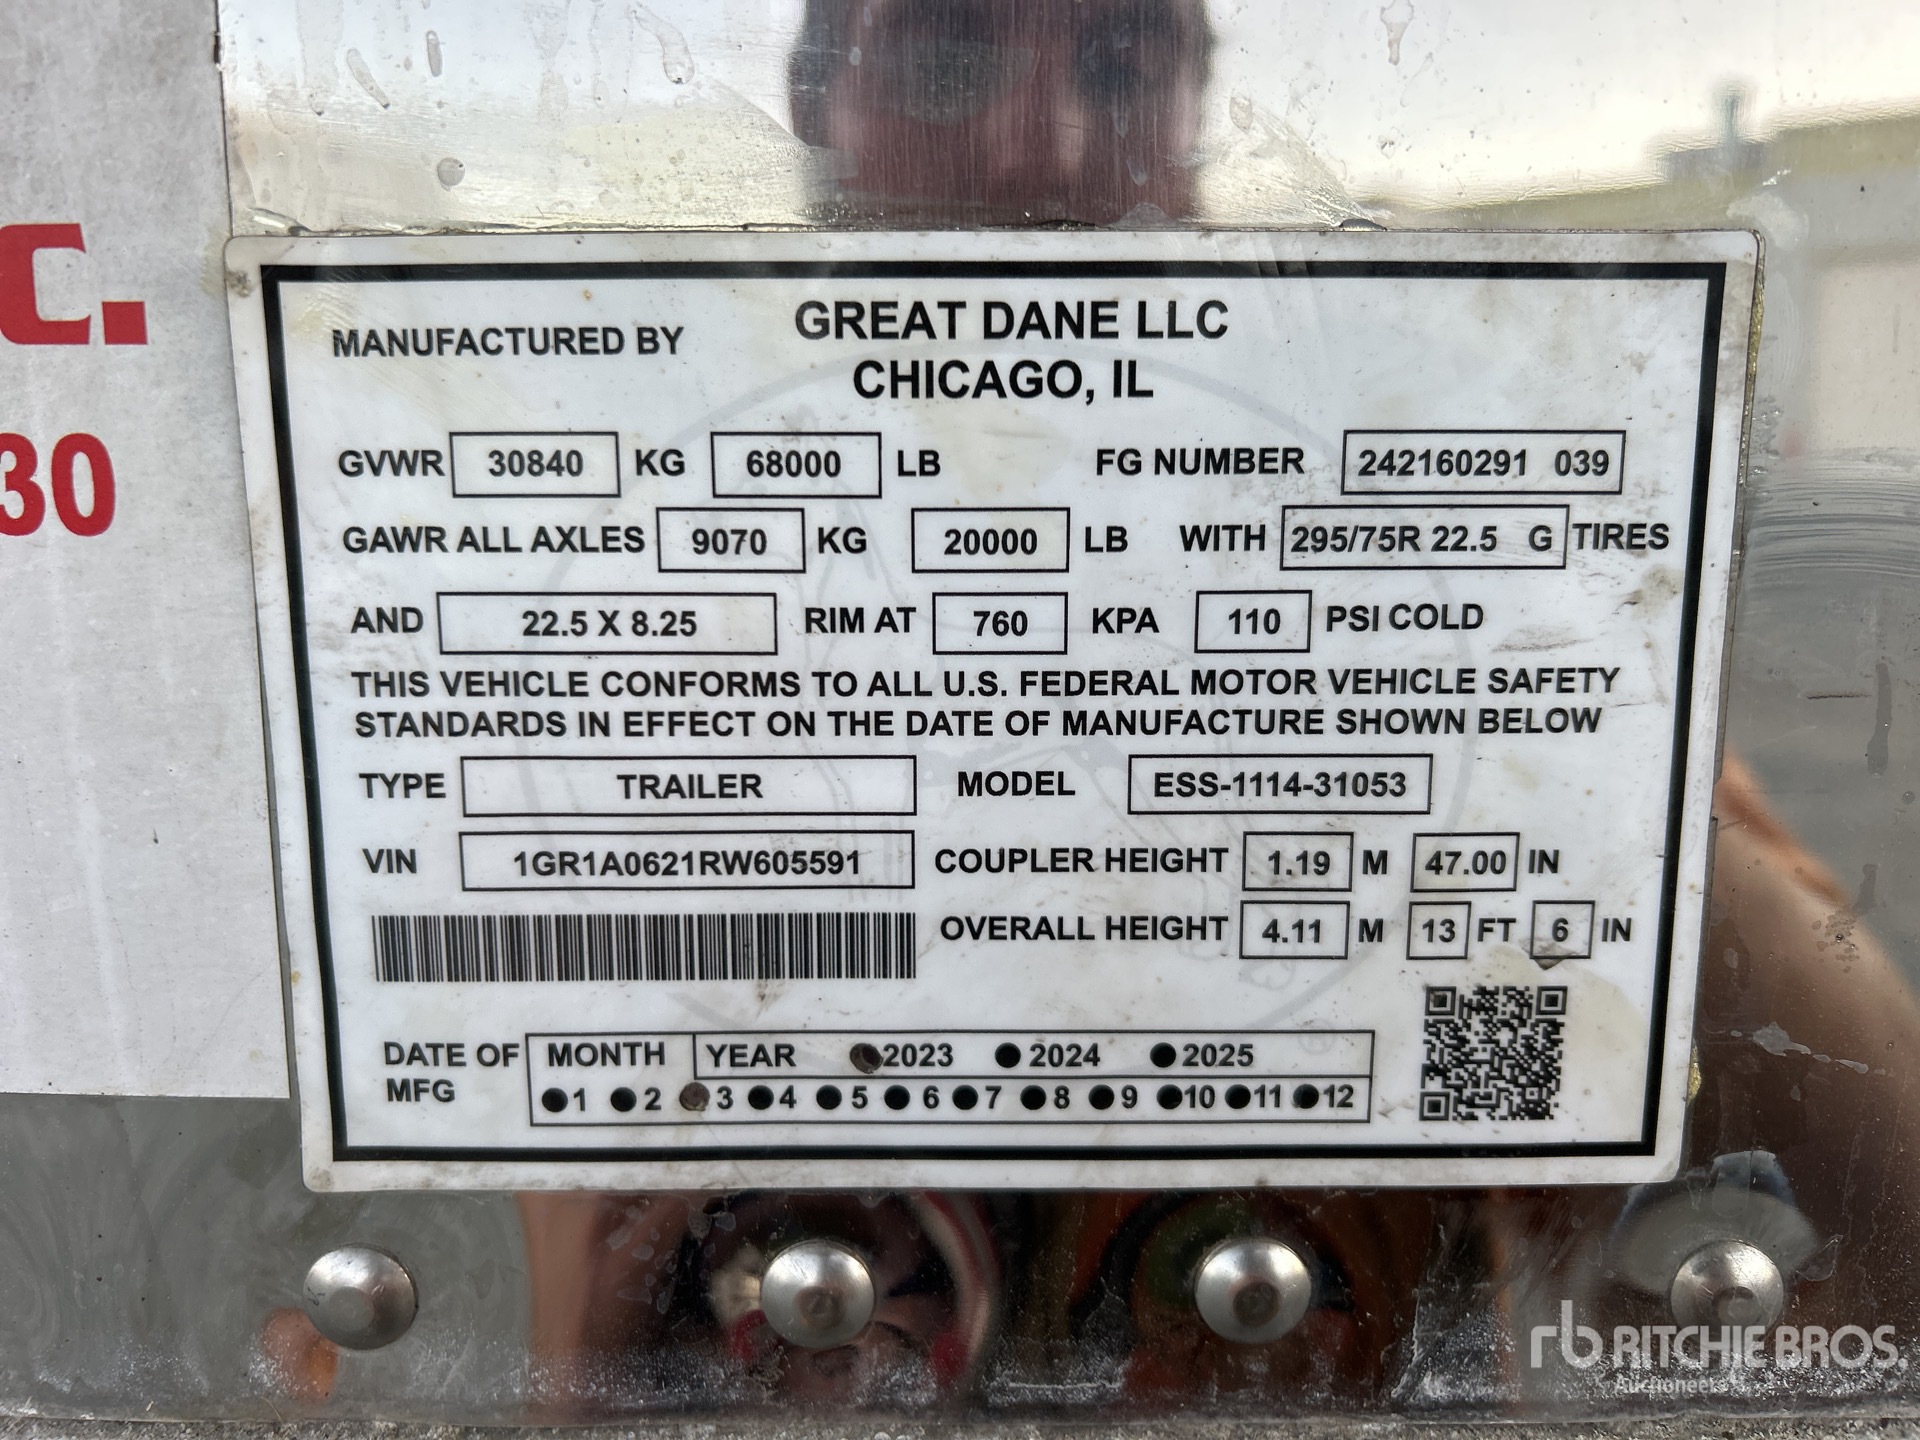 c.
30
MANUFACTURED BY GREAT DANE LLC
CHICAGO, IL
GVWR 30840 KG 68000 LB FG NUMBER 242160291 039
GAWR ALL AXLES 9070 KG 20000 LB WITH 295/75R 22.5 G TIRES
AND 22.5 X 8.25 RIM AT 760 KPA 110 PSI COLD
THIS VEHICLE CONFORMS TO ALL U.S. FEDERAL MOTOR VEHICLE SAFETY
STANDARDS IN EFFECT ON THE DATE OF MANUFACTURE SHOWN BELOW
TYPE TRAILER MODEL ESS-1114-31053
VIN 1GR1A0621RW605591 COUPLER HEIGHT 1.19 M 47.00 IN
OVERALL HEIGHT 4.11 M 13 FT 6 IN
DATE OF MFG MONTH YEAR 2023 2024 2025
1 2 3 4 5 6 7 8 9 10 11 12
rb RITCHIE BROS.
Auctioneers